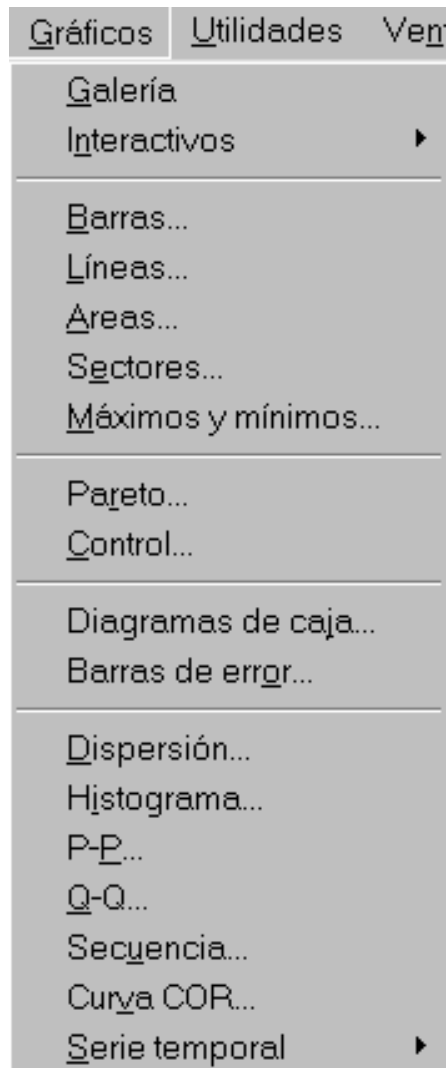 Gráficos Utilidades Vent
Galería
Interactivos
Barras...
Líneas...
Areas...
Sectores...
Máximos y mínimos...
Pareto...
Control...
Diagramas de caja...
Barras de error...
Dispersión...
Histograma...
P-P...
Q-Q...
Secuencia...
Curva COR...
Serie temporal